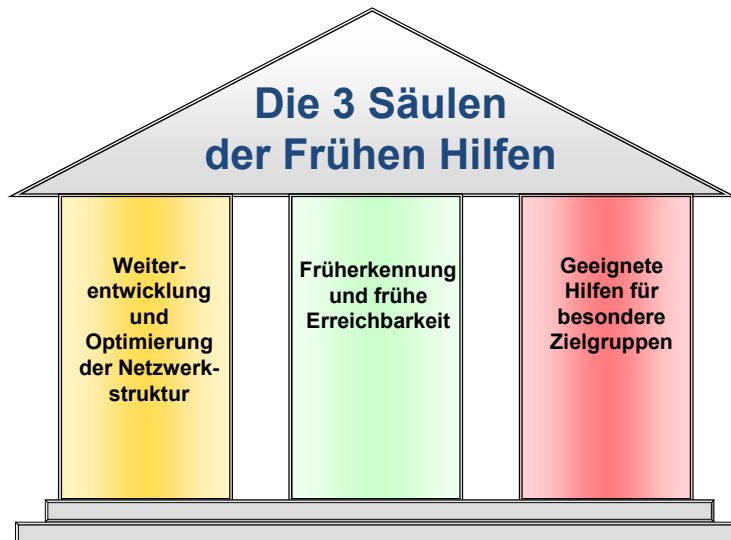 Die 3 Säulen
der Frühen Hilfen
Weiter-
entwicklung
und
Optimierung
der Netzwerk-
struktur
Früherkennung
und frühe
Erreichbarkeit
Geeignete
Hilfen für
besondere
Zielgruppen